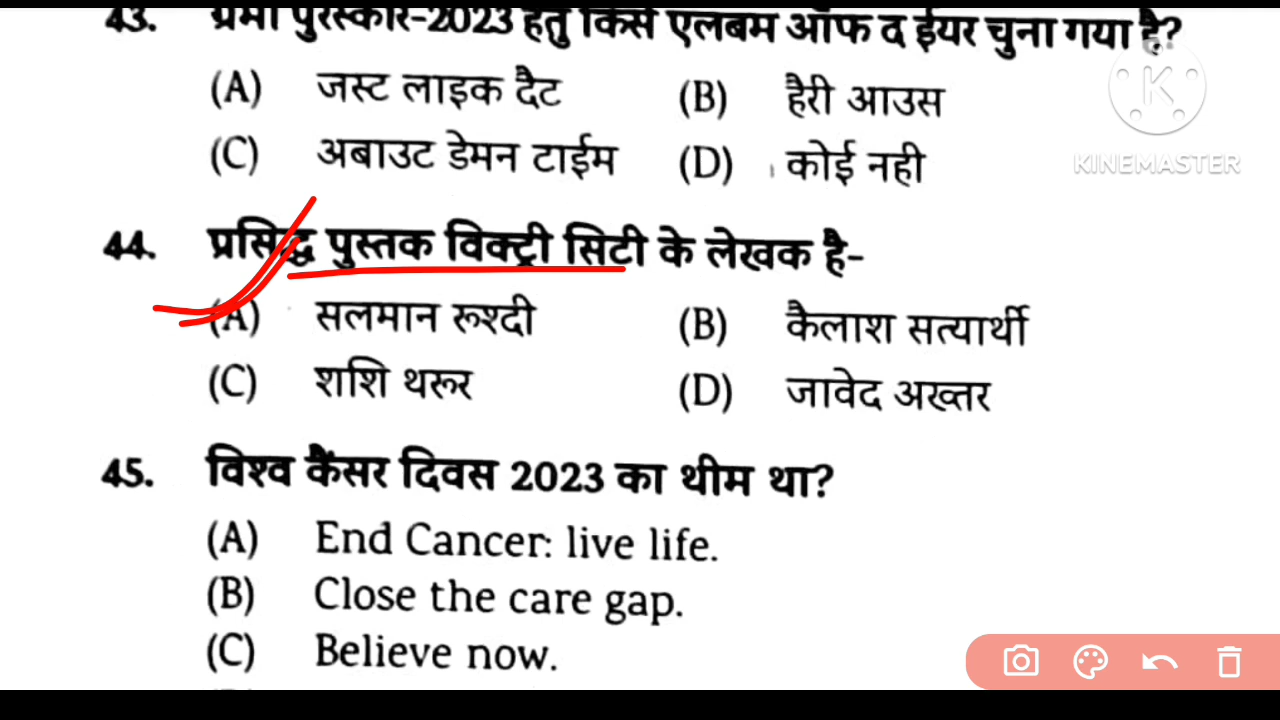 43. ग्रेमी पुरस्कार-2023 हेतु किसे एलबम ऑफ द ईयर चुना गया है?
(A) जस्ट लाइक दैट (B) हैरी आउस
(C) अबाउट डेमन टाईम (D) कोई नही
KINEMASTER
44. प्रसिद्ध पुस्तक विक्ट्री सिटी के लेखक है-
(A) सलमान रूश्दी (B) कैलाश सत्यार्थी
(C) शशि थरूर (D) जावेद अख्तर
45. विश्व कैंसर दिवस 2023 का थीम था?
(A) End Cancer: live life.
(B) Close the care gap.
(C) Believe now.